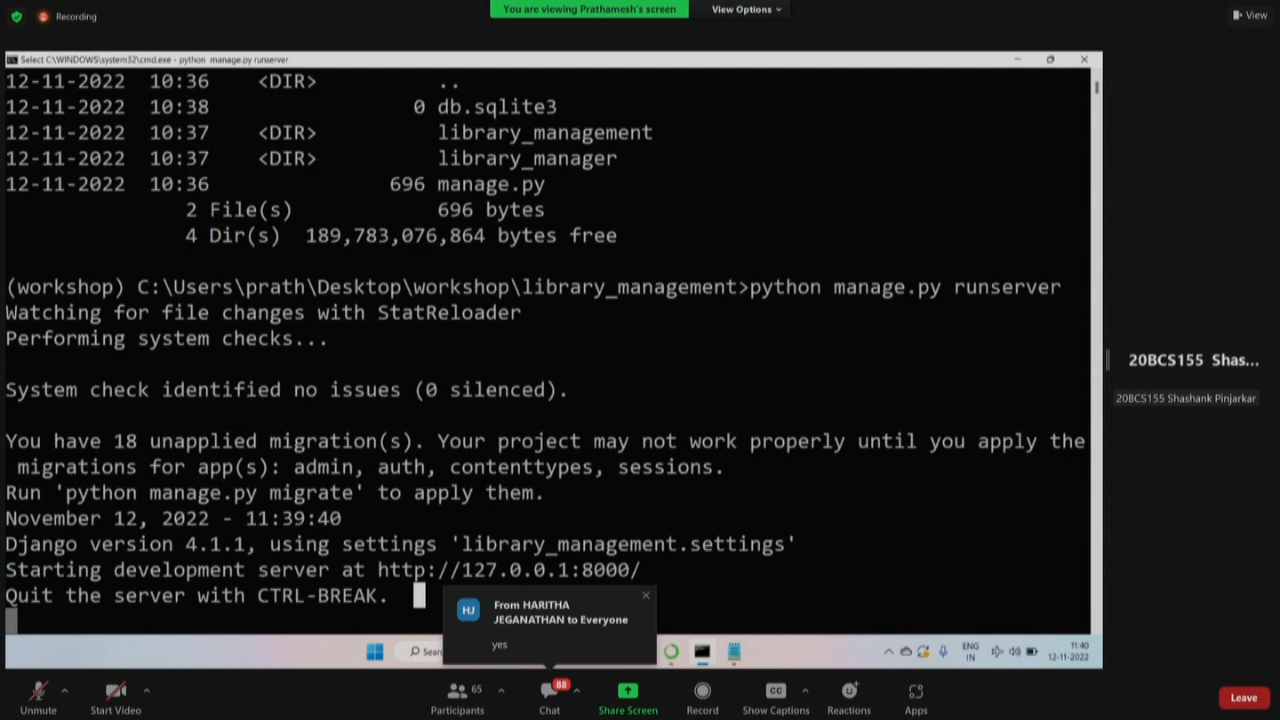 Recording
You are viewing Prathamesh's screen
View Options
View
Select C:\WINDOWS\system32\cmd.exe - python manage.py runserver
12-11-2022 10:36 <DIR> ..
12-11-2022 10:38 0 db.sqlite3
12-11-2022 10:37 <DIR> library_management
12-11-2022 10:37 <DIR> library_manager
12-11-2022 10:36 696 manage.py
2 File(s) 696 bytes
4 Dir(s) 189,783,076,864 bytes free
(workshop) C:\Users\prath\Desktop\workshop\library_management>python manage.py runserver
Watching for file changes with StatReloader
Performing system checks...
System check identified no issues (0 silenced).
You have 18 unapplied migration(s). Your project may not work properly until you apply the
migrations for app(s): admin, auth, contenttypes, sessions.
Run 'python manage.py migrate' to apply them.
November 12, 2022 - 11:39:40
Django version 4.1.1, using settings 'library_management.settings'
Starting development server at http://127.0.0.1:8000/
Quit the server with CTRL-BREAK.
20BCS155 Shas...
20BCS155 Shashank Pinjarkar
HJ
From HARITHA
JEGANATHAN to Everyone
yes
Sear
ENG
IN
11:40
12-11-2022
Unmute
Start Video
65
Participants
88
Chat
Share Screen
Record
CC
Show Captions
Reactions
Apps
Leave